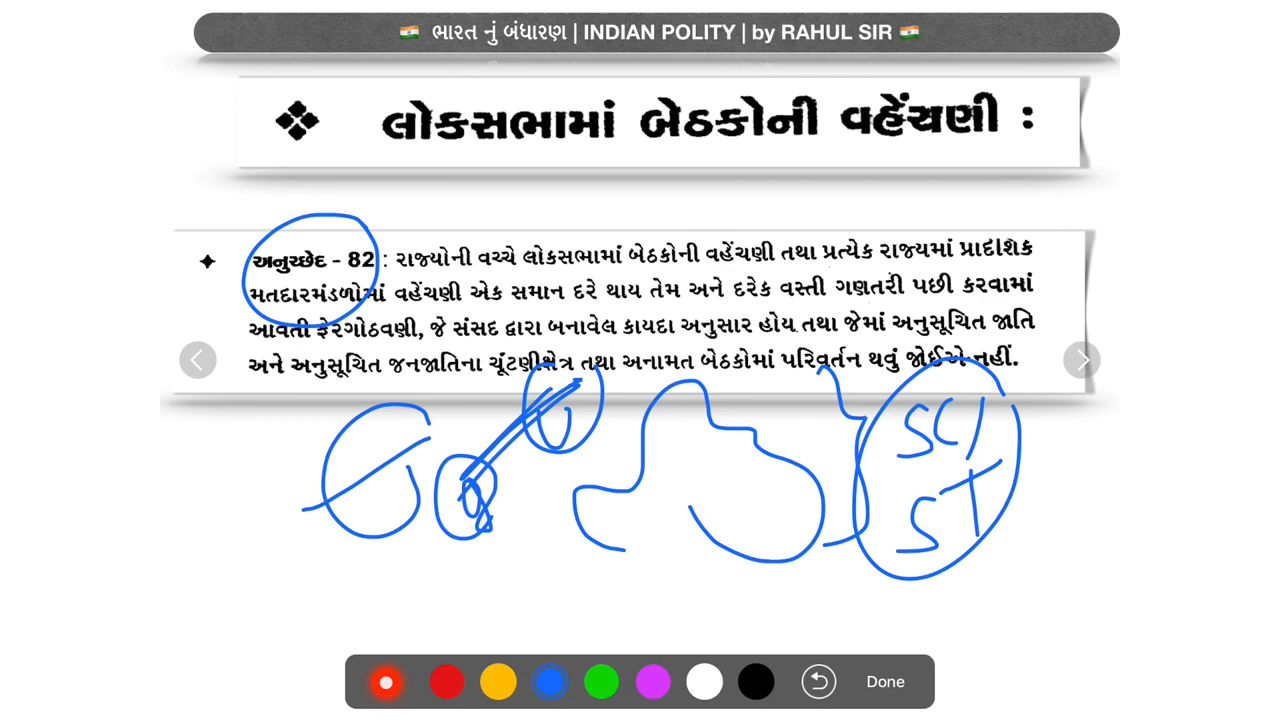 🇮🇳 ભારત નું બંધારણ | INDIAN POLITY | by RAHUL SIR 🇮🇳
❖ લોકસભામાં બેઠકોની વહેંચણી :
✦ અનુચ્છેદ - 82 : રાજ્યોની વચ્ચે લોકસભામાં બેઠકોની વહેંચણી તથા પ્રત્યેક રાજ્યમાં પ્રાદેશિક
મતદારમંડળોમાં વહેંચણી એક સમાન દરે થાય તેમ અને દરેક વસ્તી ગણતરી પછી કરવામાં
આવતી ફેરગોઠવણી, જે સંસદ દ્વારા બનાવેલ કાયદા અનુસાર હોય તથા જેમાં અનુસૂચિત જાતિ
અને અનુસૂચિત જનજાતિના ચૂંટણીક્ષેત્ર તથા અનામત બેઠકોમાં પરિવર્તન થવું જોઈએ નહીં.
SC/
ST
Done